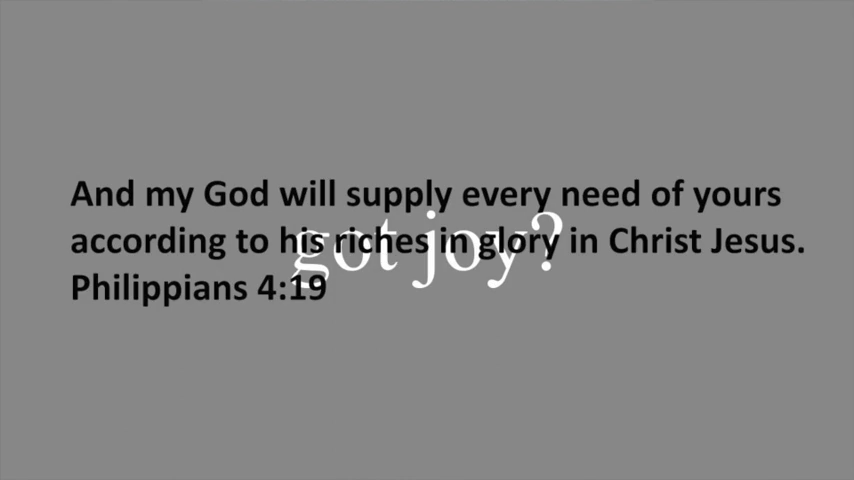 And my God will supply every need of yours
according to his riches in glory in Christ Jesus.
got joy?
Philippians 4:19